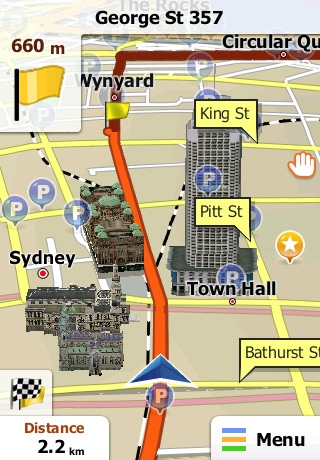 The Rocks
George St 357
660 m
Circular Qu
Wynyard
King St
P
P
P
P
P
Pitt St
Sydney
P
Town Hall
Bathurst St
P
Distance
2.2 km
Menu